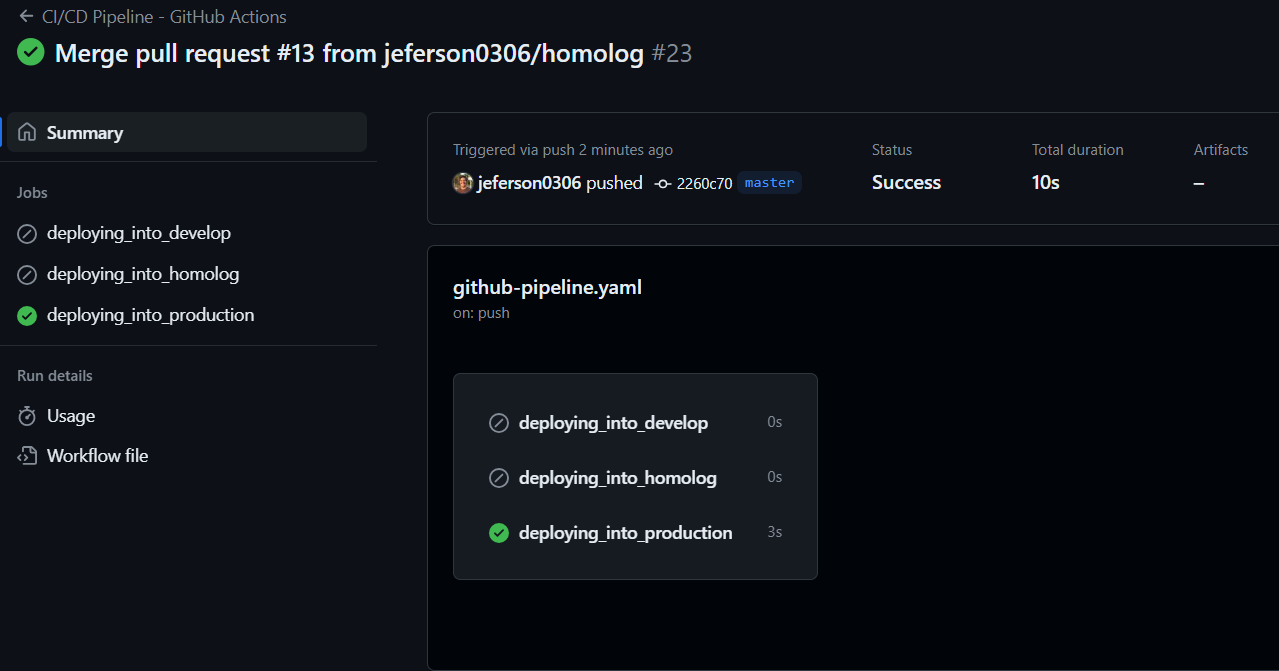 CI/CD Pipeline - GitHub Actions
Merge pull request #13 from jeferson0306/homolog #23
Summary
Jobs
deploying_into_develop
deploying_into_homolog
deploying_into_production
Run details
Usage
Workflow file
Triggered via push 2 minutes ago
jeferson0306 pushed 2260c70 master
Status
Success
Total duration
10s
Artifacts
–
github-pipeline.yaml
on: push
deploying_into_develop 0s
deploying_into_homolog 0s
deploying_into_production 3s